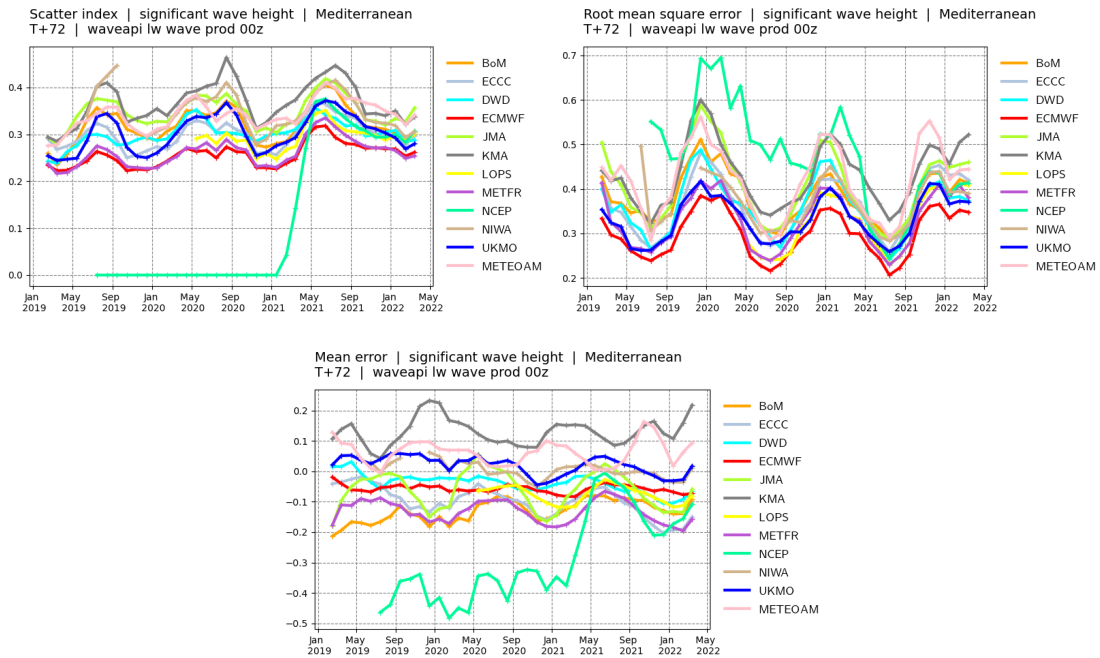 Scatter index  |  significant wave height  |  Mediterranean
T+72  |  waveapi lw wave prod 00z
0.4
0.3
0.2
0.1
0.0
Jan 2019
May 2019
Sep 2019
Jan 2020
May 2020
Sep 2020
Jan 2021
May 2021
Sep 2021
Jan 2022
May 2022
BoM
ECCC
DWD
ECMWF
JMA
KMA
LOPS
METFR
NCEP
NIWA
UKMO
METEOAM
Root mean square error  |  significant wave height  |  Mediterranean
T+72  |  waveapi lw wave prod 00z
0.7
0.6
0.5
0.4
0.3
0.2
Jan 2019
May 2019
Sep 2019
Jan 2020
May 2020
Sep 2020
Jan 2021
May 2021
Sep 2021
Jan 2022
May 2022
BoM
ECCC
DWD
ECMWF
JMA
KMA
LOPS
METFR
NCEP
NIWA
UKMO
METEOAM
Mean error  |  significant wave height  |  Mediterranean
T+72  |  waveapi lw wave prod 00z
0.2
0.1
0.0
−0.1
−0.2
−0.3
−0.4
−0.5
Jan 2019
May 2019
Sep 2019
Jan 2020
May 2020
Sep 2020
Jan 2021
May 2021
Sep 2021
Jan 2022
May 2022
BoM
ECCC
DWD
ECMWF
JMA
KMA
LOPS
METFR
NCEP
NIWA
UKMO
METEOAM